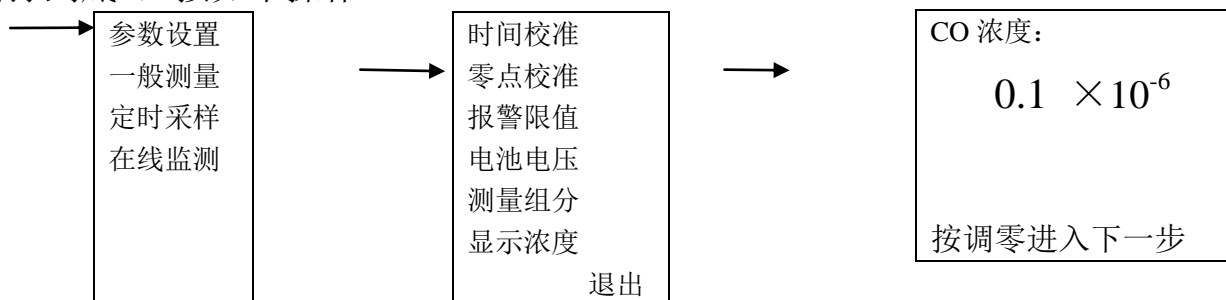 参数设置
一般测量
定时采样
在线监测
时间校准
零点校准
报警限值
电池电压
测量组分
显示浓度
退出
CO 浓度：
0.1 ×10⁻⁶
按调零进入下一步